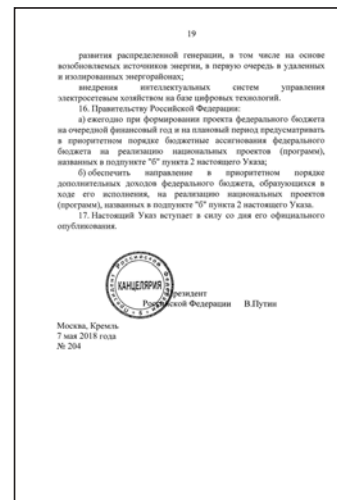 19
развития распределенной генерации, в том числе на основе
возобновляемых источников энергии, в первую очередь в удаленных
и изолированных энергорайонах;
внедрения интеллектуальных систем управления
электросетевым хозяйством на базе цифровых технологий.
16. Правительству Российской Федерации:
а) ежегодно при формировании проекта федерального бюджета
на очередной финансовый год и на плановый период предусматривать
в приоритетном порядке бюджетные ассигнования федерального
бюджета на реализацию национальных проектов (программ),
названных в подпункте "б" пункта 2 настоящего Указа;
б) обеспечить направление в приоритетном порядке
дополнительных доходов федерального бюджета, образующихся в
ходе его исполнения, на реализацию национальных проектов
(программ), названных в подпункте "б" пункта 2 настоящего Указа.
17. Настоящий Указ вступает в силу со дня его официального
опубликования.
КАНЦЕЛЯРИЯ
Президент
Российской Федерации В.Путин
Москва, Кремль
7 мая 2018 года
№ 204